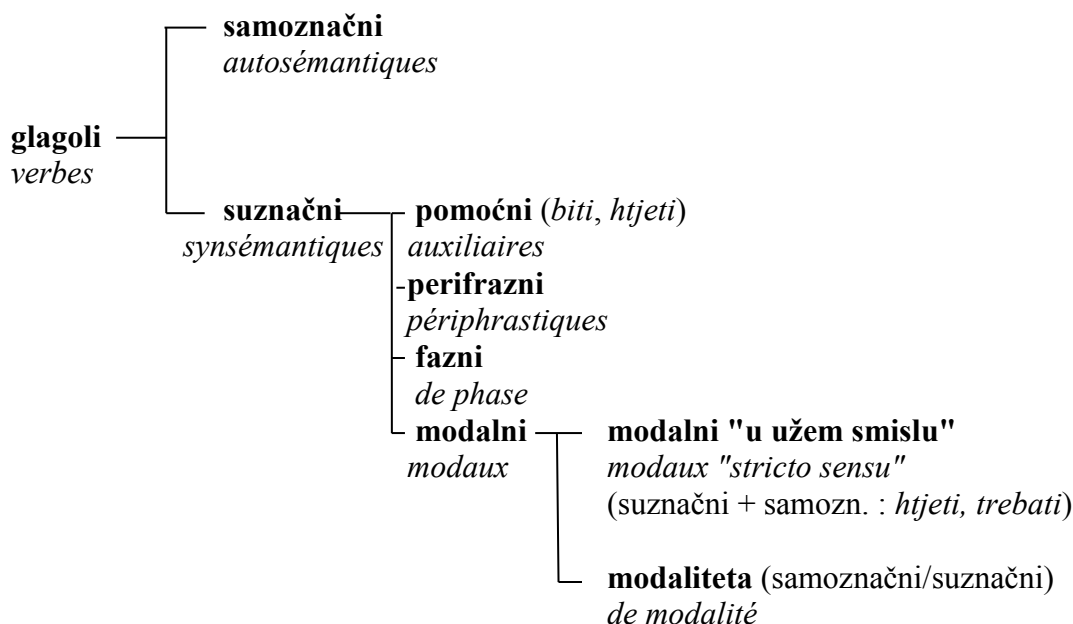 samoznačni
autosémantiques
glagoli
verbes
suznačni
synsémantiques
pomoćni (biti, htjeti)
auxiliaires
perifrazni
périphrastiques
fazni
de phase
modalni
modaux
modalni "u užem smislu"
modaux "stricto sensu"
(suznačni + samozn. : htjeti, trebati)
modaliteta (samoznačni/suznačni)
de modalité